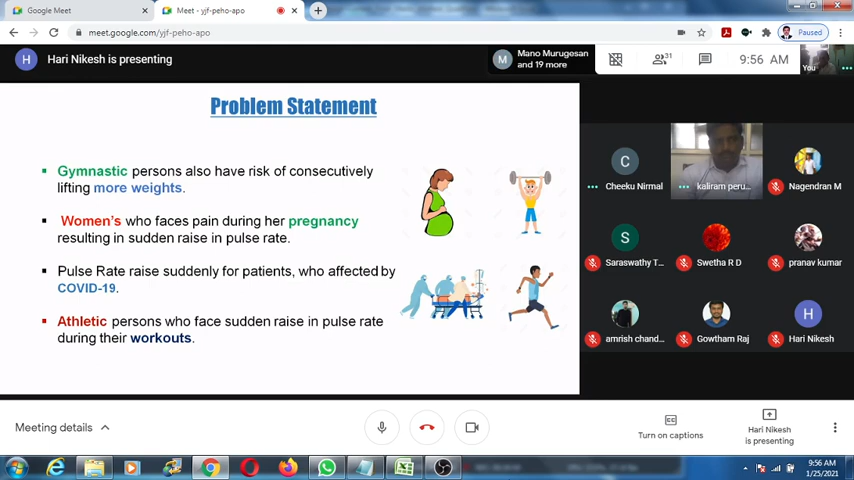 Google Meet
Meet - yjf-peho-apo
meet.google.com/yjf-peho-apo
Paused
H
Hari Nikesh is presenting
M
Mano Murugesan
and 19 more
31
9:56 AM
You
Problem Statement
Gymnastic persons also have risk of consecutively
lifting more weights.
Women's who faces pain during her pregnancy
resulting in sudden raise in pulse rate.
Pulse Rate raise suddenly for patients, who affected by
COVID-19.
Athletic persons who face sudden raise in pulse rate
during their workouts.
C
Cheeku Nirmal
kaliram peru...
Nagendran M
S
Saraswathy T...
Swetha R D
pranav kumar
amrish chand...
Gowtham Raj
H
Hari Nikesh
Meeting details
Turn on captions
Hari Nikesh
is presenting
9:56 AM
1/25/2021